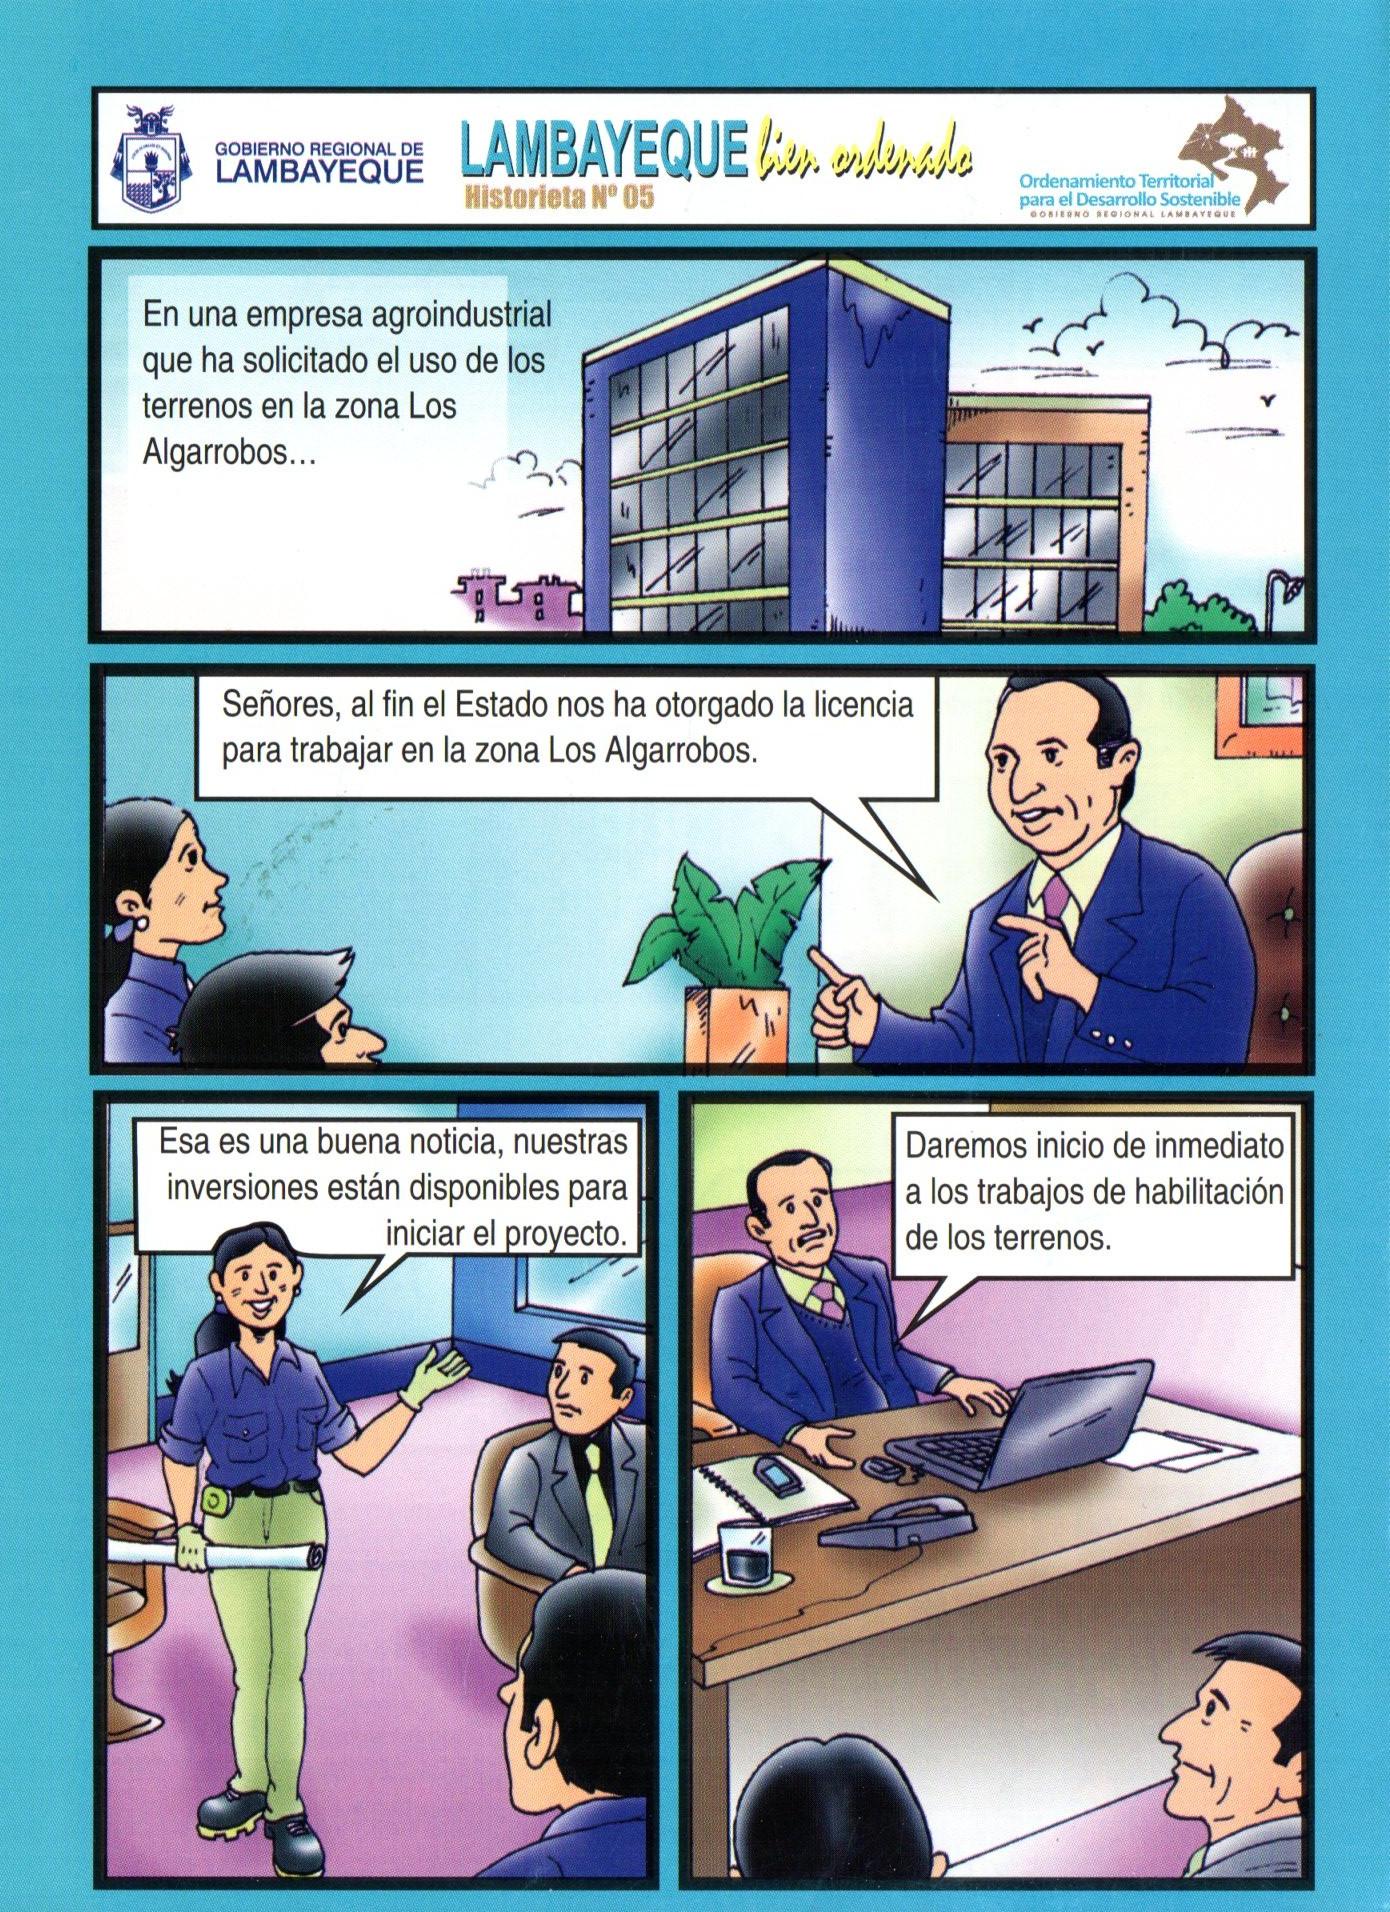 GOBIERNO REGIONAL DE
LAMBAYEQUE
LAMBAYEQUE bien ordenado
Historieta Nº 05
Ordenamiento Territorial
para el Desarrollo Sostenible
GOBIERNO REGIONAL LAMBAYEQUE
En una empresa agroindustrial
que ha solicitado el uso de los
terrenos en la zona Los
Algarrobos...
Señores, al fin el Estado nos ha otorgado la licencia
para trabajar en la zona Los Algarrobos.
Esa es una buena noticia, nuestras
inversiones están disponibles para
iniciar el proyecto.
Daremos inicio de inmediato
a los trabajos de habilitación
de los terrenos.